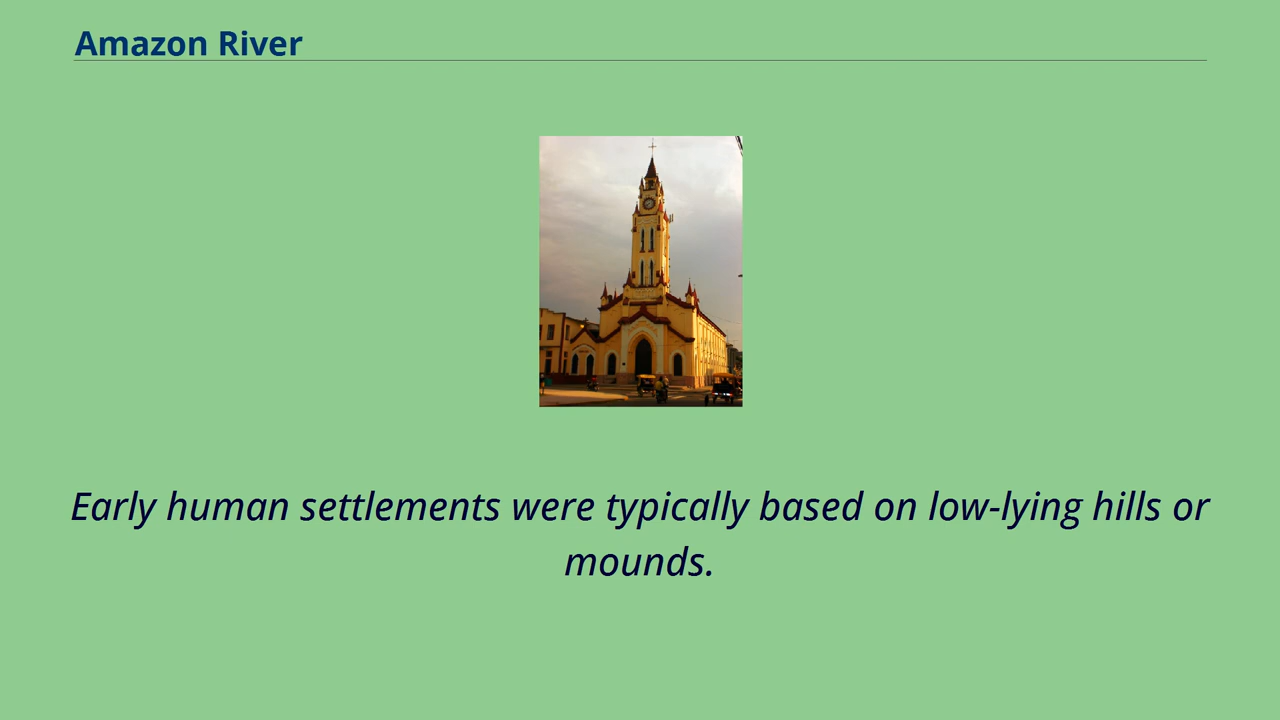 Amazon River
Early human settlements were typically based on low-lying hills or
mounds.